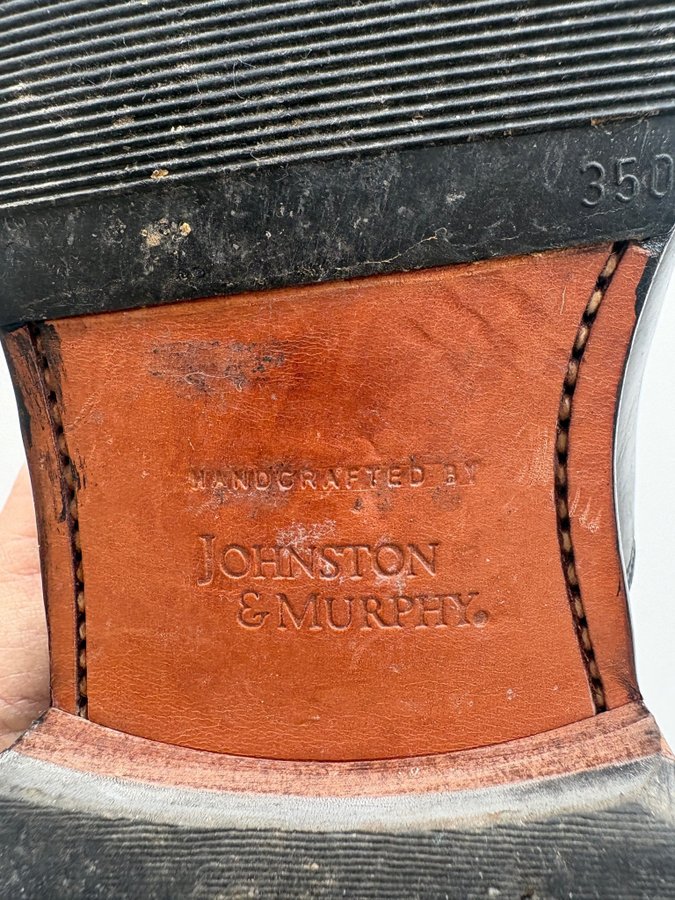 350
HANDCRAFTED BY
JOHNSTON
& MURPHY®